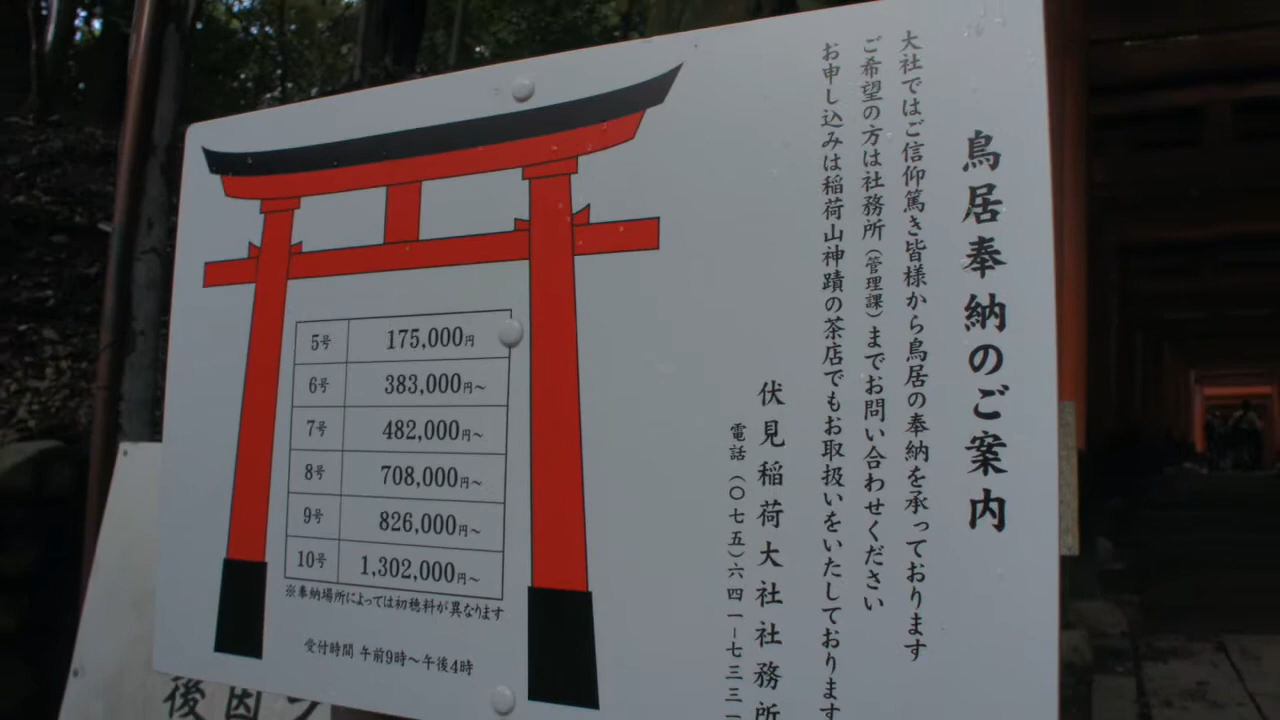 鳥居奉納のご案内
大社ではご信仰篤き皆様から鳥居の奉納を承っております
ご希望の方は社務所(管理課)までお問い合わせください
お申し込みは稲荷山神蹟の茶店でもお取扱いをいたしております
伏見稲荷大社社務所
電話(〇七五)六四一-七三三一
5号 175,000円
6号 383,000円~
7号 482,000円~
8号 708,000円~
9号 826,000円~
10号 1,302,000円~
※奉納場所によっては初穂料が異なります
受付時間 午前9時~午後4時
後因